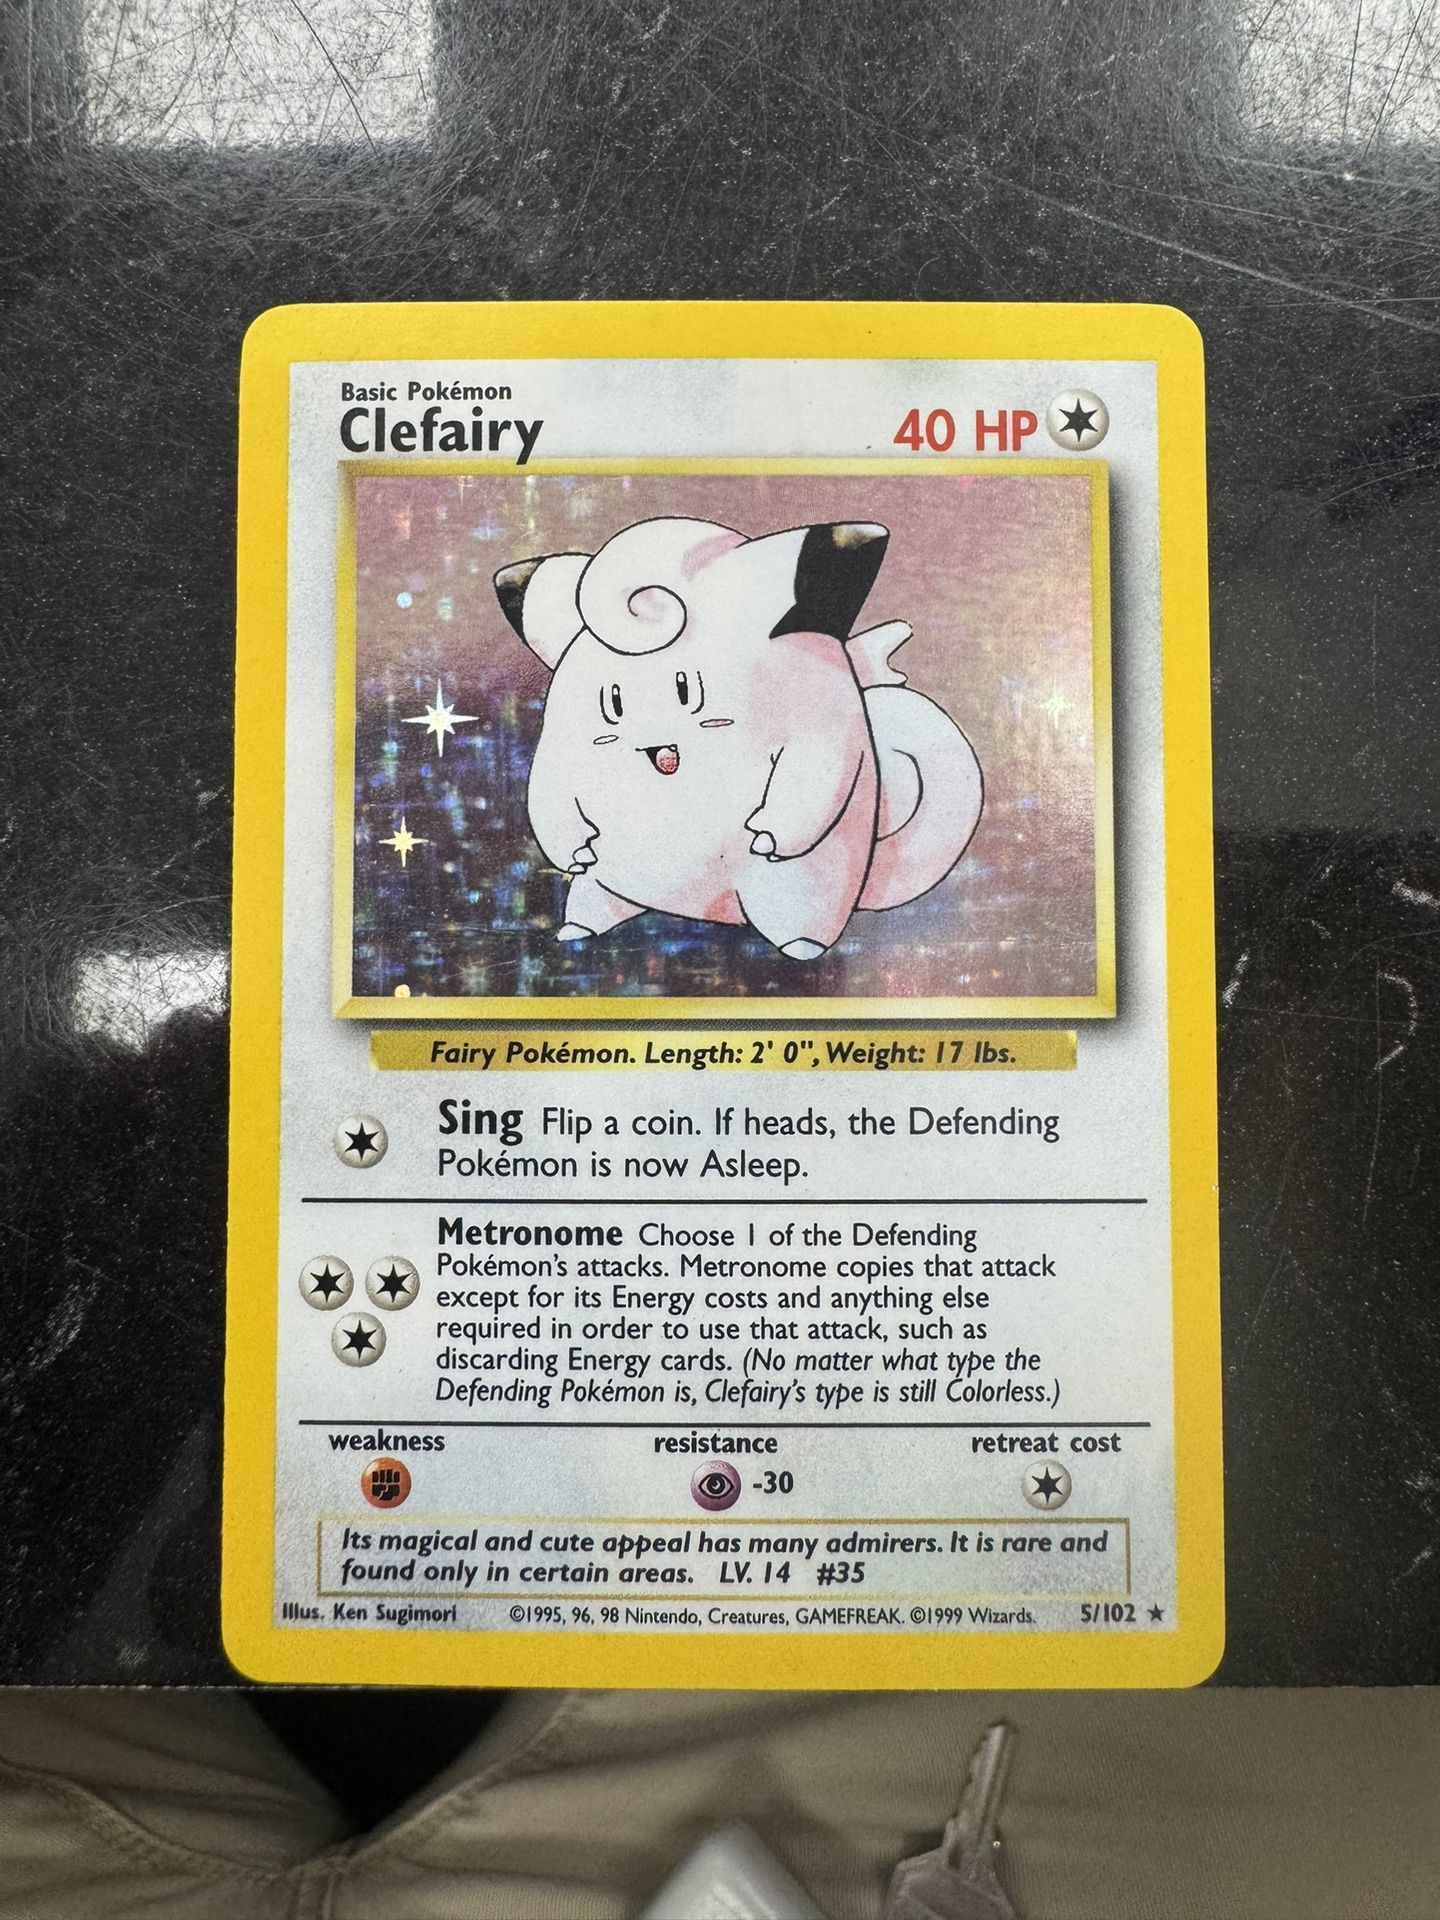 Basic Pokémon
Clefairy
40 HP
Fairy Pokémon. Length: 2' 0", Weight: 17 lbs.
Sing Flip a coin. If heads, the Defending
Pokémon is now Asleep.
Metronome Choose 1 of the Defending
Pokémon's attacks. Metronome copies that attack
except for its Energy costs and anything else
required in order to use that attack, such as
discarding Energy cards. (No matter what type the
Defending Pokémon is, Clefairy's type is still Colorless.)
weakness resistance retreat cost
-30
Its magical and cute appeal has many admirers. It is rare and
found only in certain areas. LV. 14 #35
Illus. Ken Sugimori ©1995, 96, 98 Nintendo, Creatures, GAMEFREAK. ©1999 Wizards. 5/102 ★